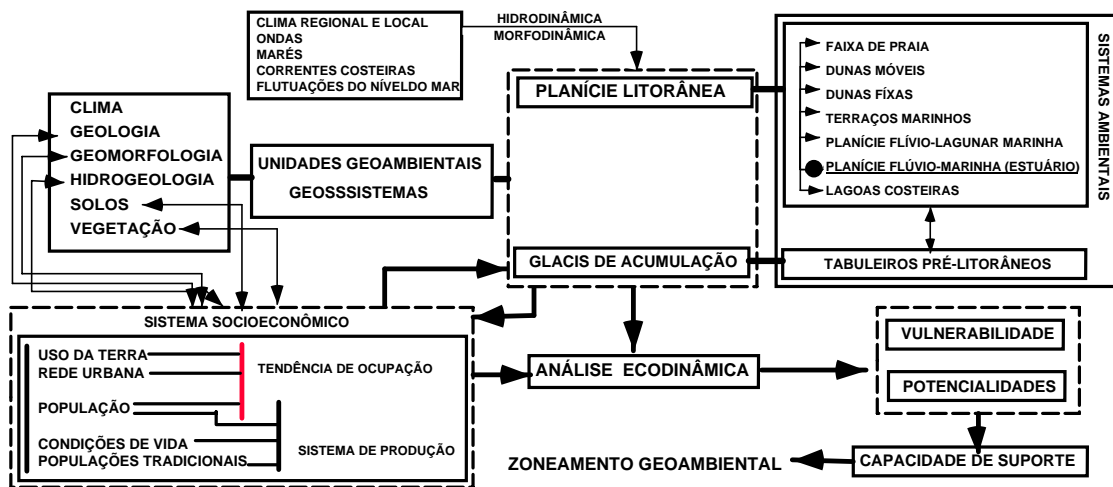 CLIMA REGIONAL E LOCAL
ONDAS
MARÉS
CORRENTES COSTEIRAS
FLUTUAÇÕES DO NÍVELDO MAR
HIDRODINÂMICA
MORFODINÂMICA
CLIMA
GEOLOGIA
GEOMORFOLOGIA
HIDROGEOLOGIA
SOLOS
VEGETAÇÃO
UNIDADES GEOAMBIENTAIS
GEOSSSISTEMAS
PLANÍCIE LITORÂNEA
GLACIS DE ACUMULAÇÃO
FAIXA DE PRAIA
DUNAS MÓVEIS
DUNAS FÍXAS
TERRAÇOS MARINHOS
PLANÍCIE FLÍVIO-LAGUNAR MARINHA
PLANÍCIE FLÚVIO-MARINHA (ESTUÁRIO)
LAGOAS COSTEIRAS
SISTEMAS AMBIENTAIS
TABULEIROS PRÉ-LITORÂNEOS
SISTEMA SOCIOECONÔMICO
USO DA TERRA
REDE URBANA
POPULAÇÃO
CONDIÇÕES DE VIDA
POPULAÇÕES TRADICIONAIS
TENDÊNCIA DE OCUPAÇÃO
SISTEMA DE PRODUÇÃO
ANÁLISE ECODINÂMICA
VULNERABILIDADE
POTENCIALIDADES
CAPACIDADE DE SUPORTE
ZONEAMENTO GEOAMBIENTAL